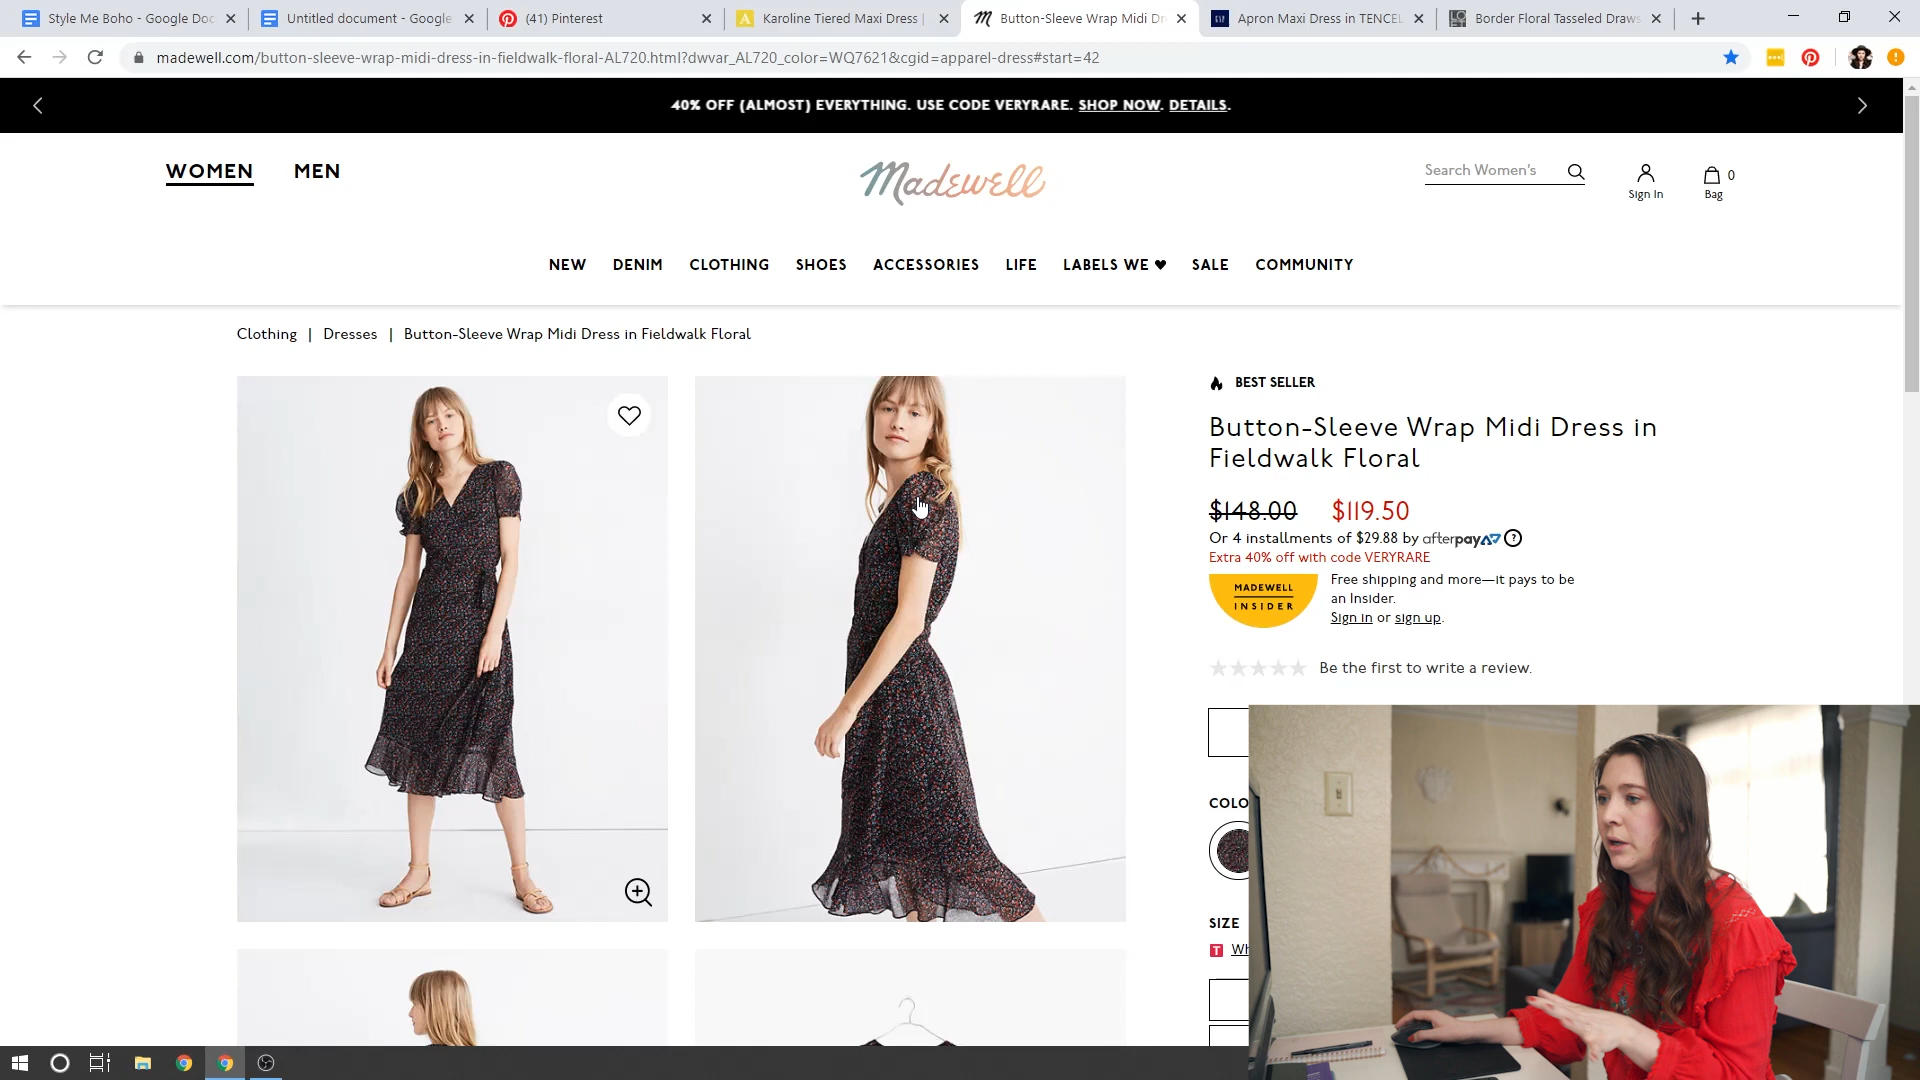 Style Me Boho - Google Doc
Untitled document - Google
(41) Pinterest
Karoline Tiered Maxi Dress |
Button-Sleeve Wrap Midi Dr
Apron Maxi Dress in TENCEL
Border Floral Tasseled Draws
madewell.com/button-sleeve-wrap-midi-dress-in-fieldwalk-floral-AL720.html?dwvar_AL720_color=WQ7621&cgid=apparel-dress#start=42
40% OFF (ALMOST) EVERYTHING. USE CODE VERYRARE. SHOP NOW. DETAILS.
WOMEN
MEN
Madewell
Search Women's
Sign In
0
Bag
NEW
DENIM
CLOTHING
SHOES
ACCESSORIES
LIFE
LABELS WE ♥
SALE
COMMUNITY
Clothing | Dresses | Button-Sleeve Wrap Midi Dress in Fieldwalk Floral
BEST SELLER
Button-Sleeve Wrap Midi Dress in
Fieldwalk Floral
$148.00 $119.50
Or 4 installments of $29.88 by afterpay
Extra 40% off with code VERYRARE
MADEWELL
INSIDER
Free shipping and more—it pays to be
an Insider.
Sign in or sign up.
Be the first to write a review.
COLO
SIZE
T Wh